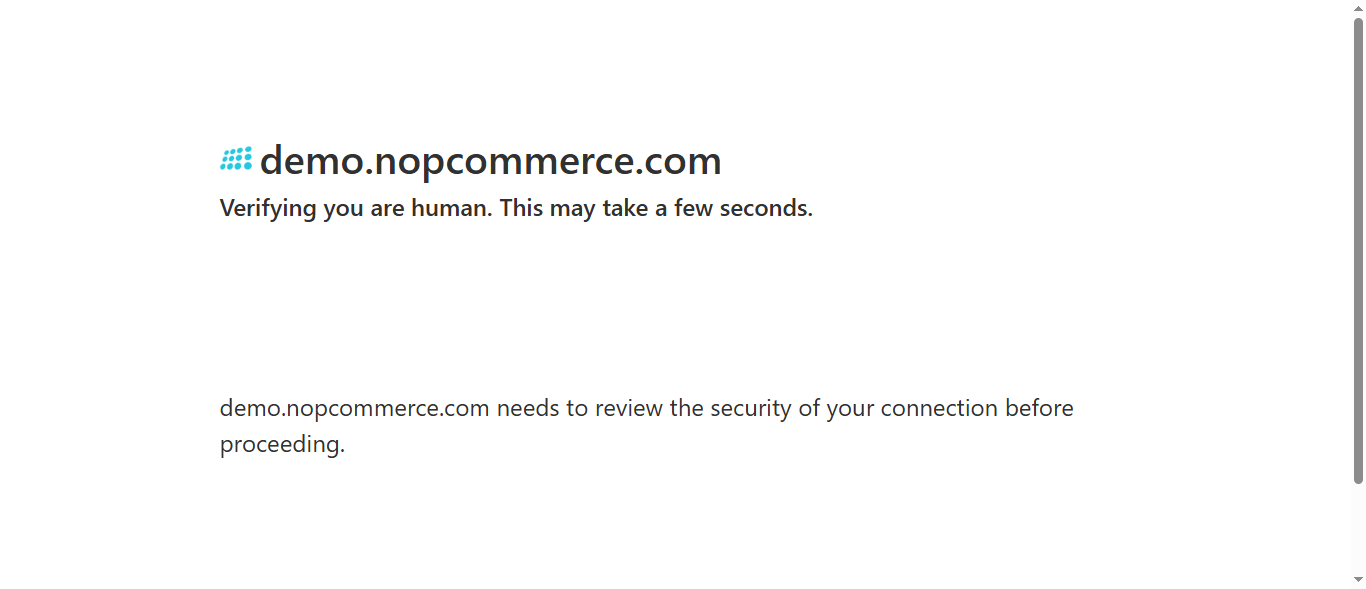 demo.nopcommerce.com
Verifying you are human. This may take a few seconds.
demo.nopcommerce.com needs to review the security of your connection before
proceeding.